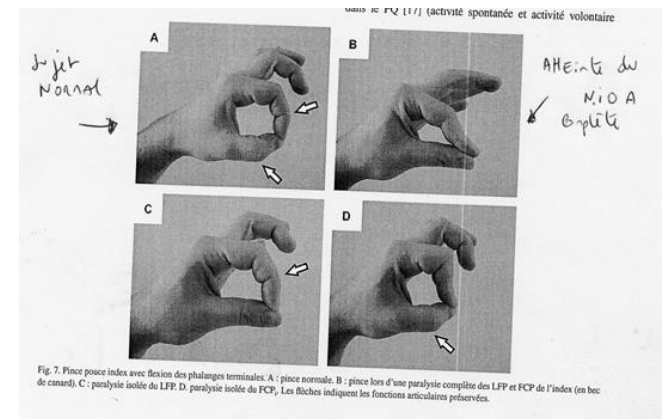 dans le FQ [17] (activité spontanée et activité volontaire
A
B
Sujet
Normal
Atteinte du
NIOA
Complète
C
D
Fig. 7. Pince pouce index avec flexion des phalanges terminales. A : pince normale. B : pince lors d'une paralysie complète des LFP et FCP de l'index (en bec
de canard). C : paralysie isolée du LFP. D. paralysie isolée du FCP, Les flèches indiquent les fonctions articulaires préservées.